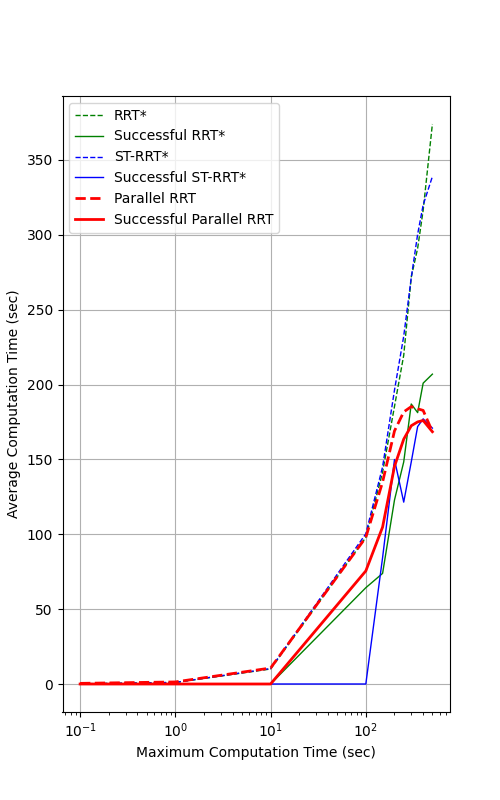 RRT*
Successful RRT*
ST-RRT*
Successful ST-RRT*
Parallel RRT
Successful Parallel RRT
350
300
250
200
150
100
50
0
Average Computation Time (sec)
10⁻¹ 10⁰ 10¹ 10²
Maximum Computation Time (sec)